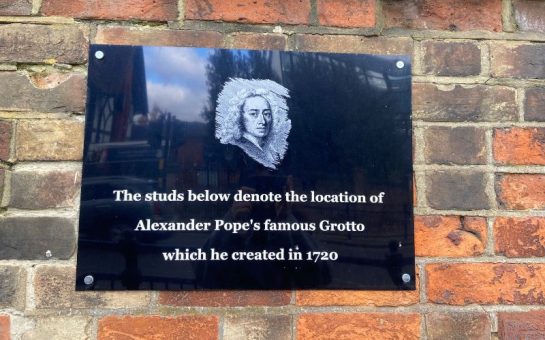 The studs below denote the location of
Alexander Pope's famous Grotto
which he created in 1720